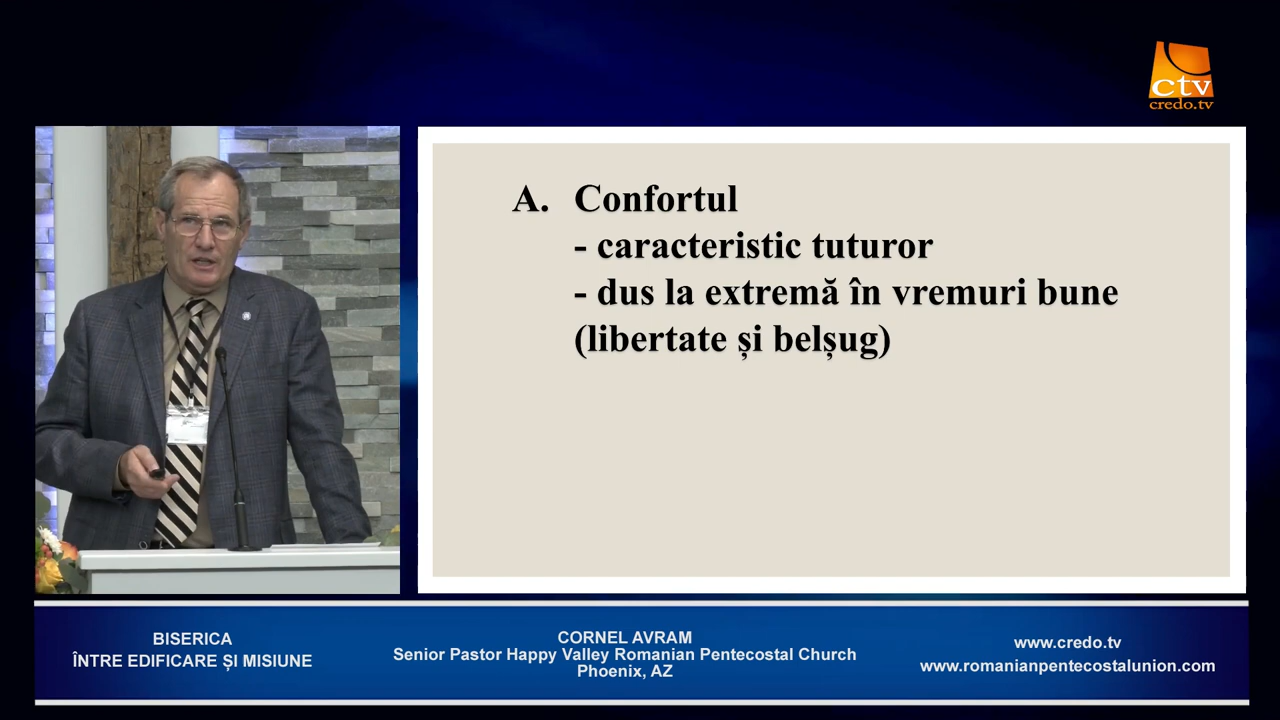 ctv
credo.tv
A. Confortul
- caracteristic tuturor
- dus la extremă în vremuri bune
(libertate și belșug)
BISERICA
ÎNTRE EDIFICARE ȘI MISIUNE
CORNEL AVRAM
Senior Pastor Happy Valley Romanian Pentecostal Church
Phoenix, AZ
www.credo.tv
www.romanianpentecostalunion.com